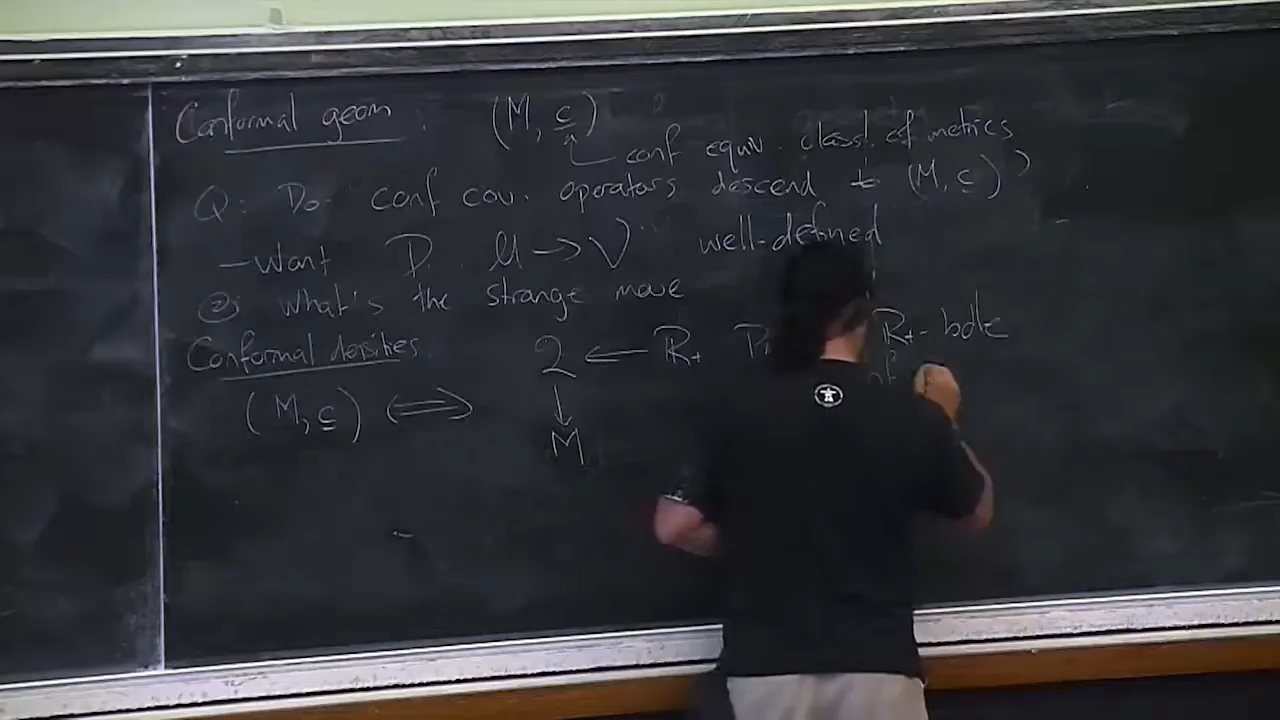 Conformal geom : (M, c)
conf equiv. class. of metrics
Q: Do conf cov. operators descend to (M, c) ?
- Want D : U → V well-defined
②: What's the strange move
Conformal densities 2 ← R₊ R₊-bdle
(M, c) ⟺ ↓
M